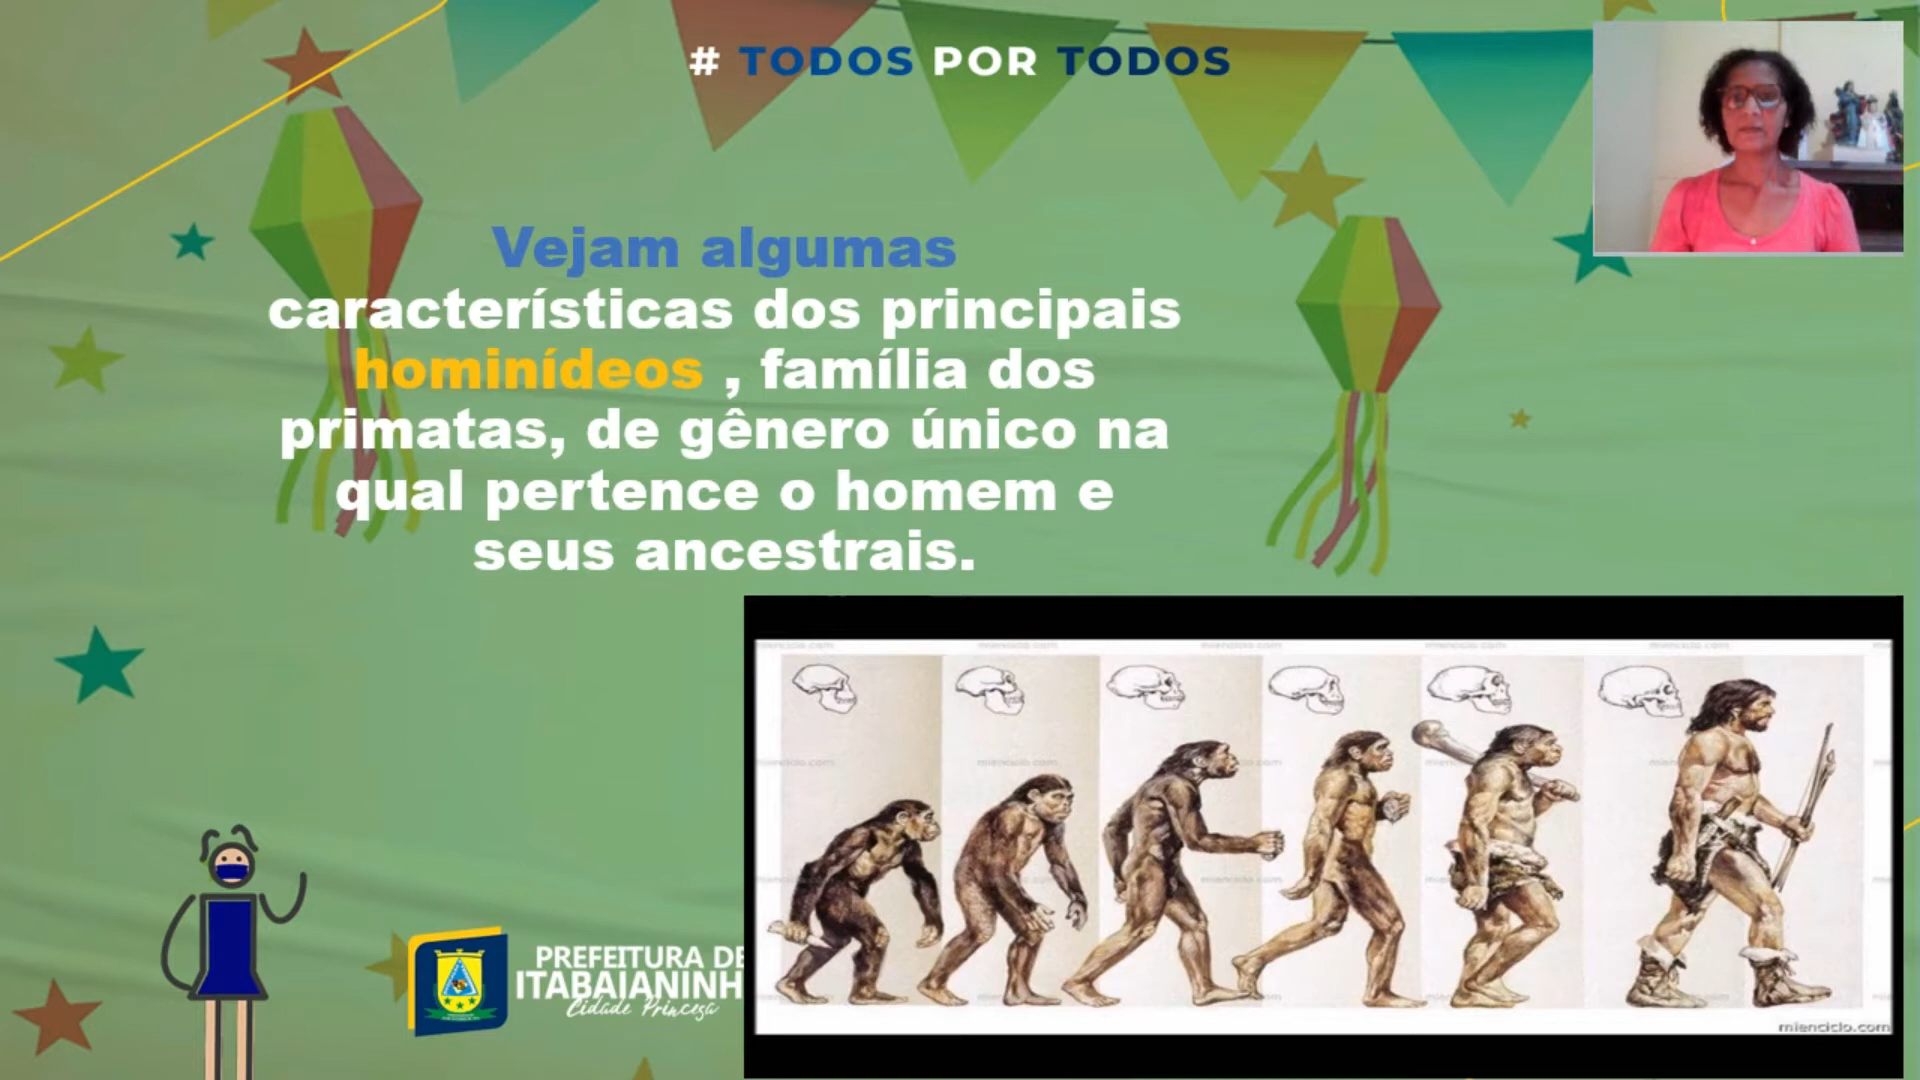 # TODOS POR TODOS
Vejam algumas
características dos principais
hominídeos , família dos
primatas, de gênero único na
qual pertence o homem e
seus ancestrais.
PREFEITURA DE
ITABAIANINH
Cidade Princesa
mienciclo.com